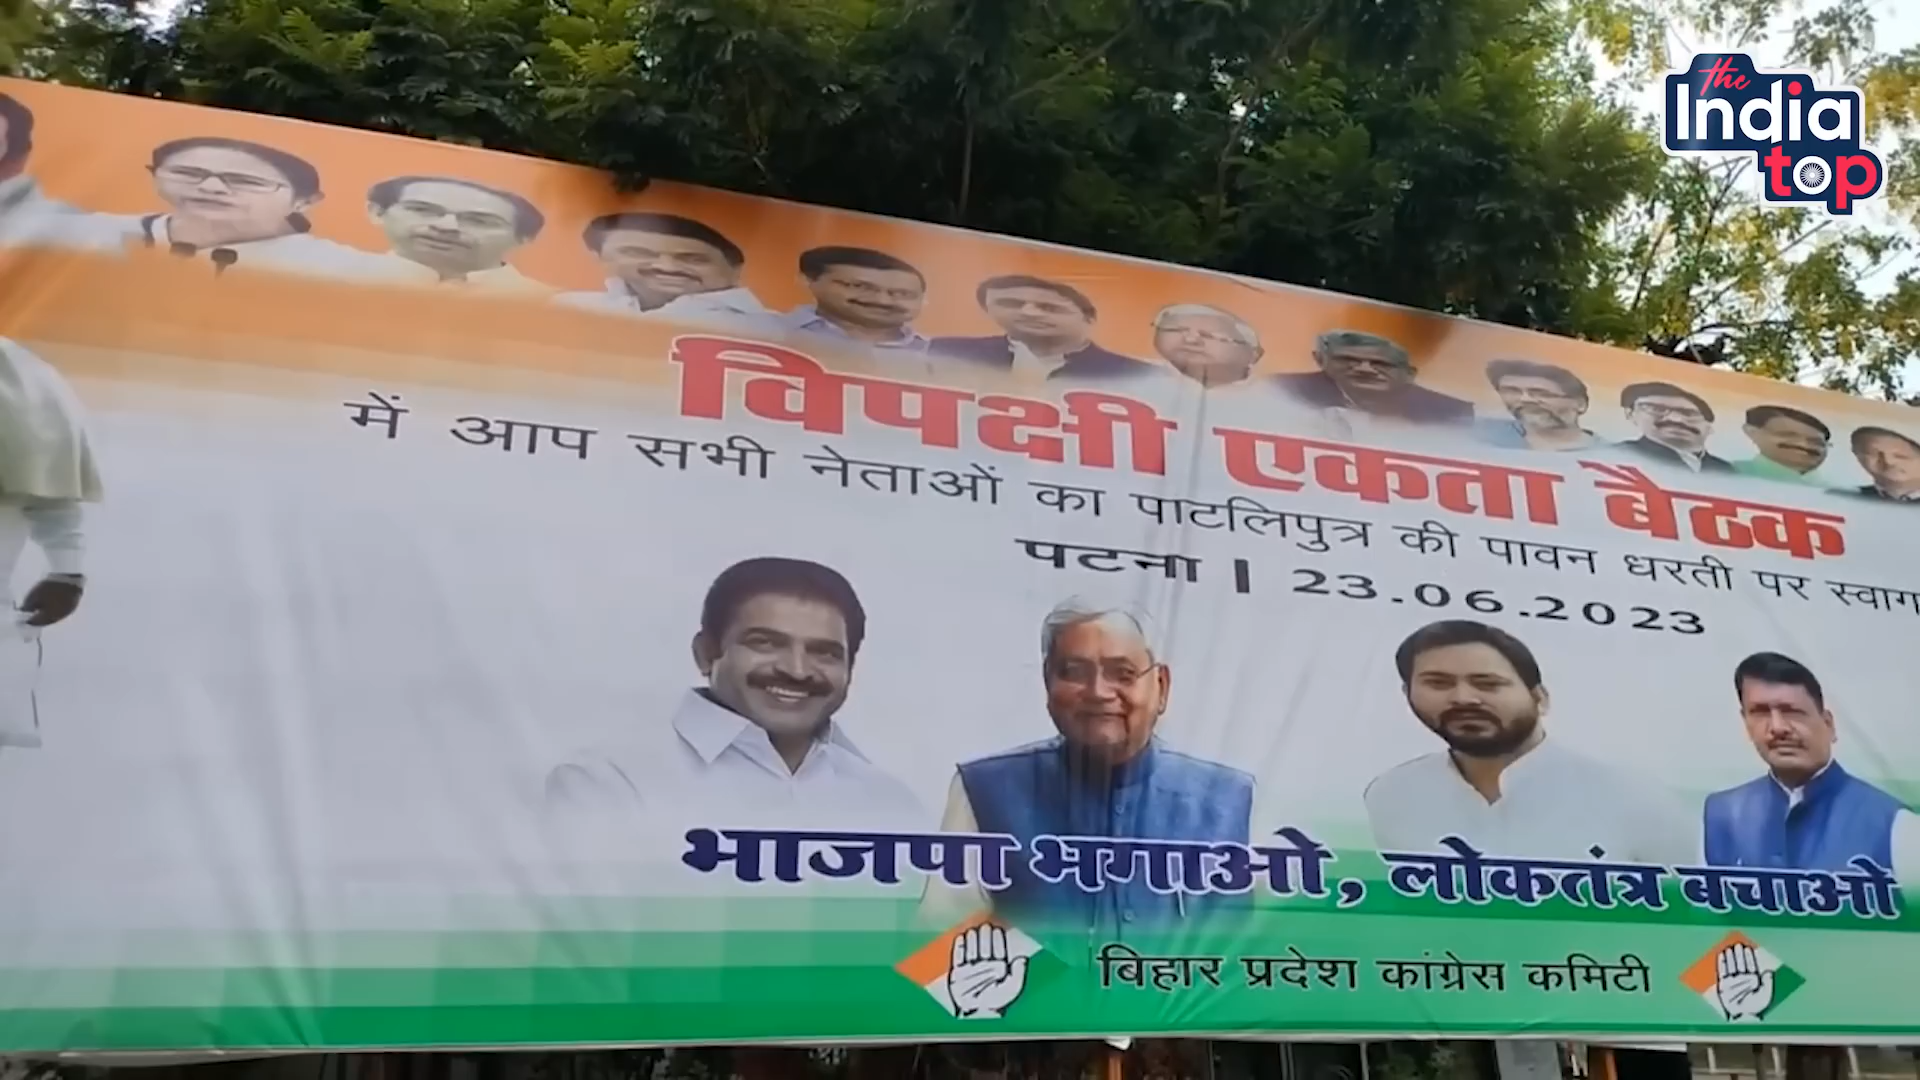 the
India
top
विपक्षी एकता बैठक
में आप सभी नेताओं का पाटलिपुत्र की पावन धरती पर
पटना | 23.06.2023
भाजपा भगाओ, लोकतंत्र बचाओ
बिहार प्रदेश कांग्रेस कमिटी